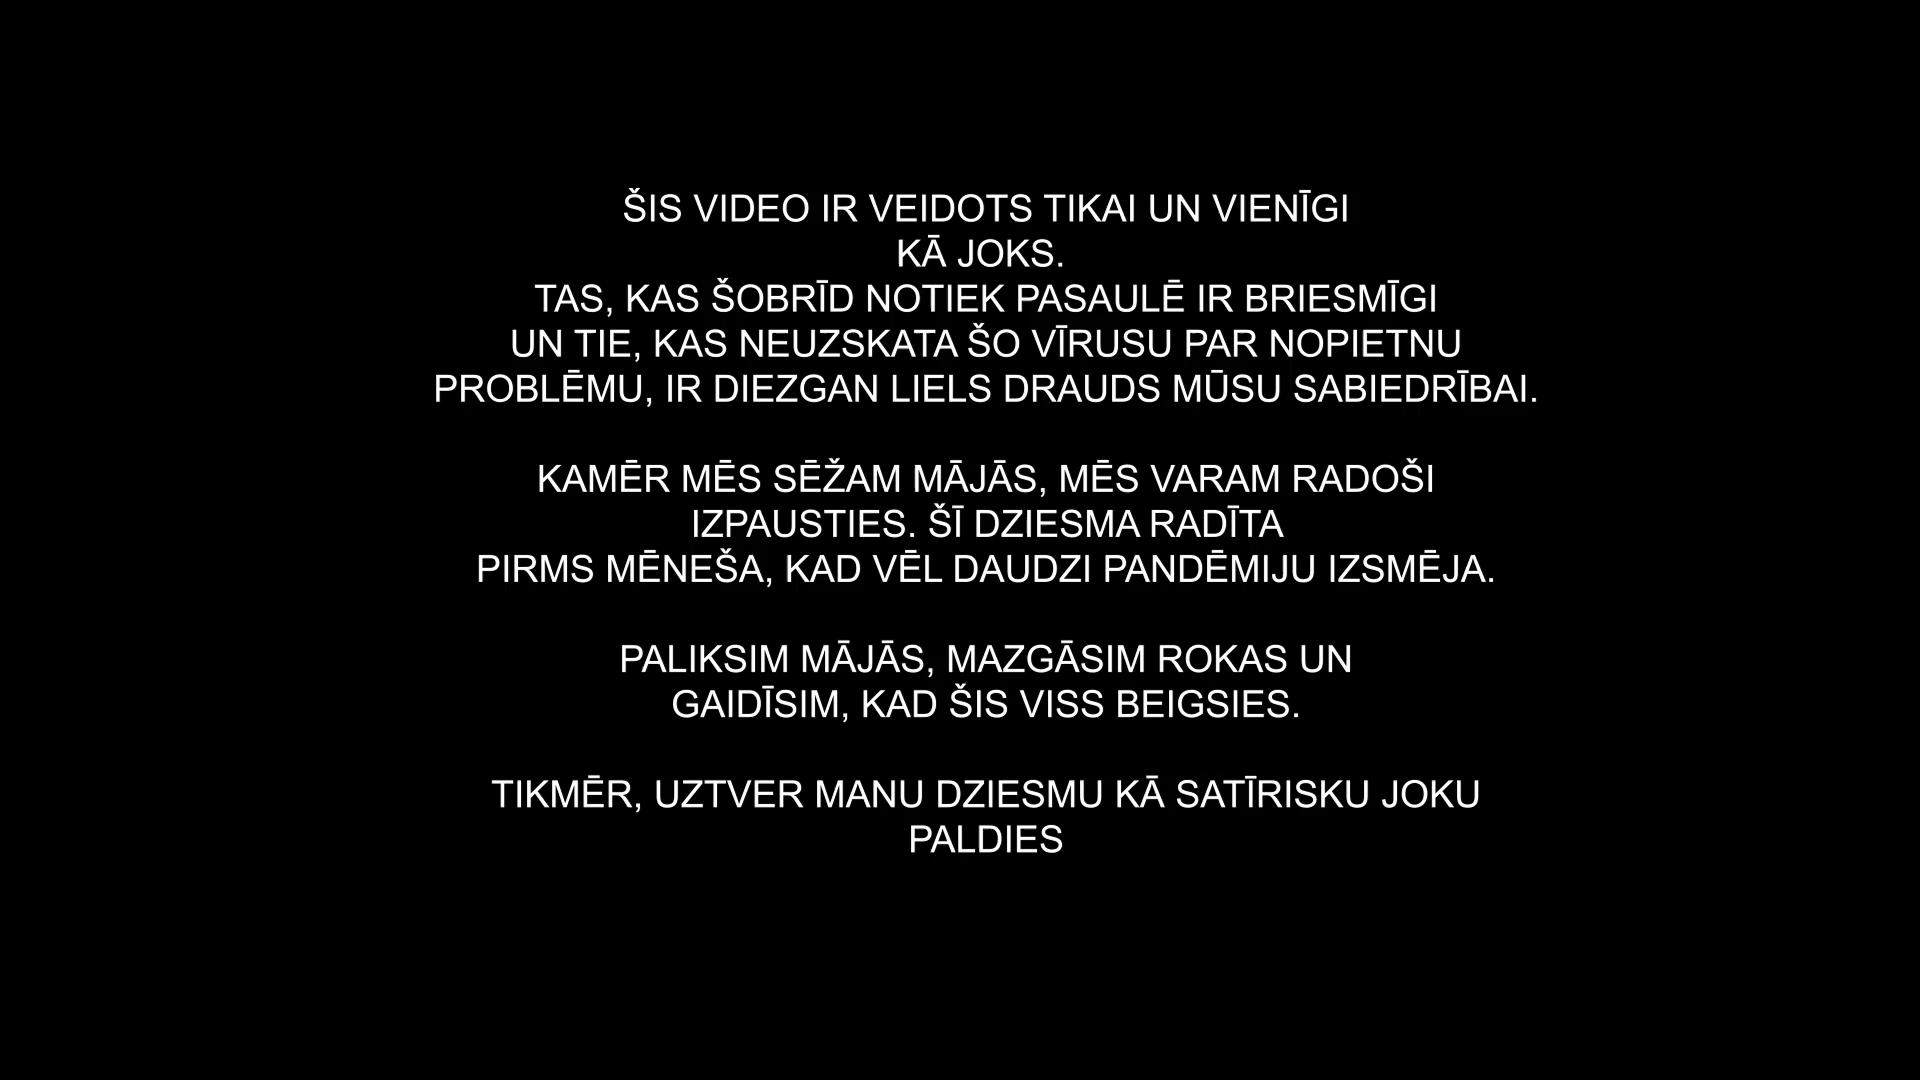 ŠIS VIDEO IR VEIDOTS TIKAI UN VIENĪGI
KĀ JOKS.
TAS, KAS ŠOBRĪD NOTIEK PASAULĒ IR BRIESMĪGI
UN TIE, KAS NEUZSKATA ŠO VĪRUSU PAR NOPIETNU
PROBLĒMU, IR DIEZGAN LIELS DRAUDS MŪSU SABIEDRĪBAI.
KAMĒR MĒS SĒŽAM MĀJĀS, MĒS VARAM RADOŠI
IZPAUSTIES. ŠĪ DZIESMA RADĪTA
PIRMS MĒNEŠA, KAD VĒL DAUDZI PANDĒMIJU IZSMĒJA.
PALIKSIM MĀJĀS, MAZGĀSIM ROKAS UN
GAIDĪSIM, KAD ŠIS VISS BEIGSIES.
TIKMĒR, UZTVER MANU DZIESMU KĀ SATĪRISKU JOKU
PALDIES